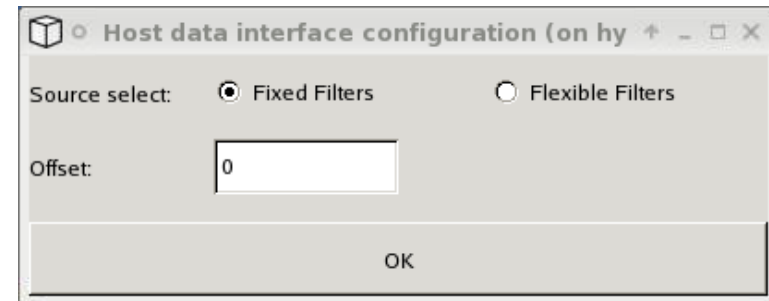 Host data interface configuration (on hy
Source select: Fixed Filters Flexible Filters
Offset: 0
OK